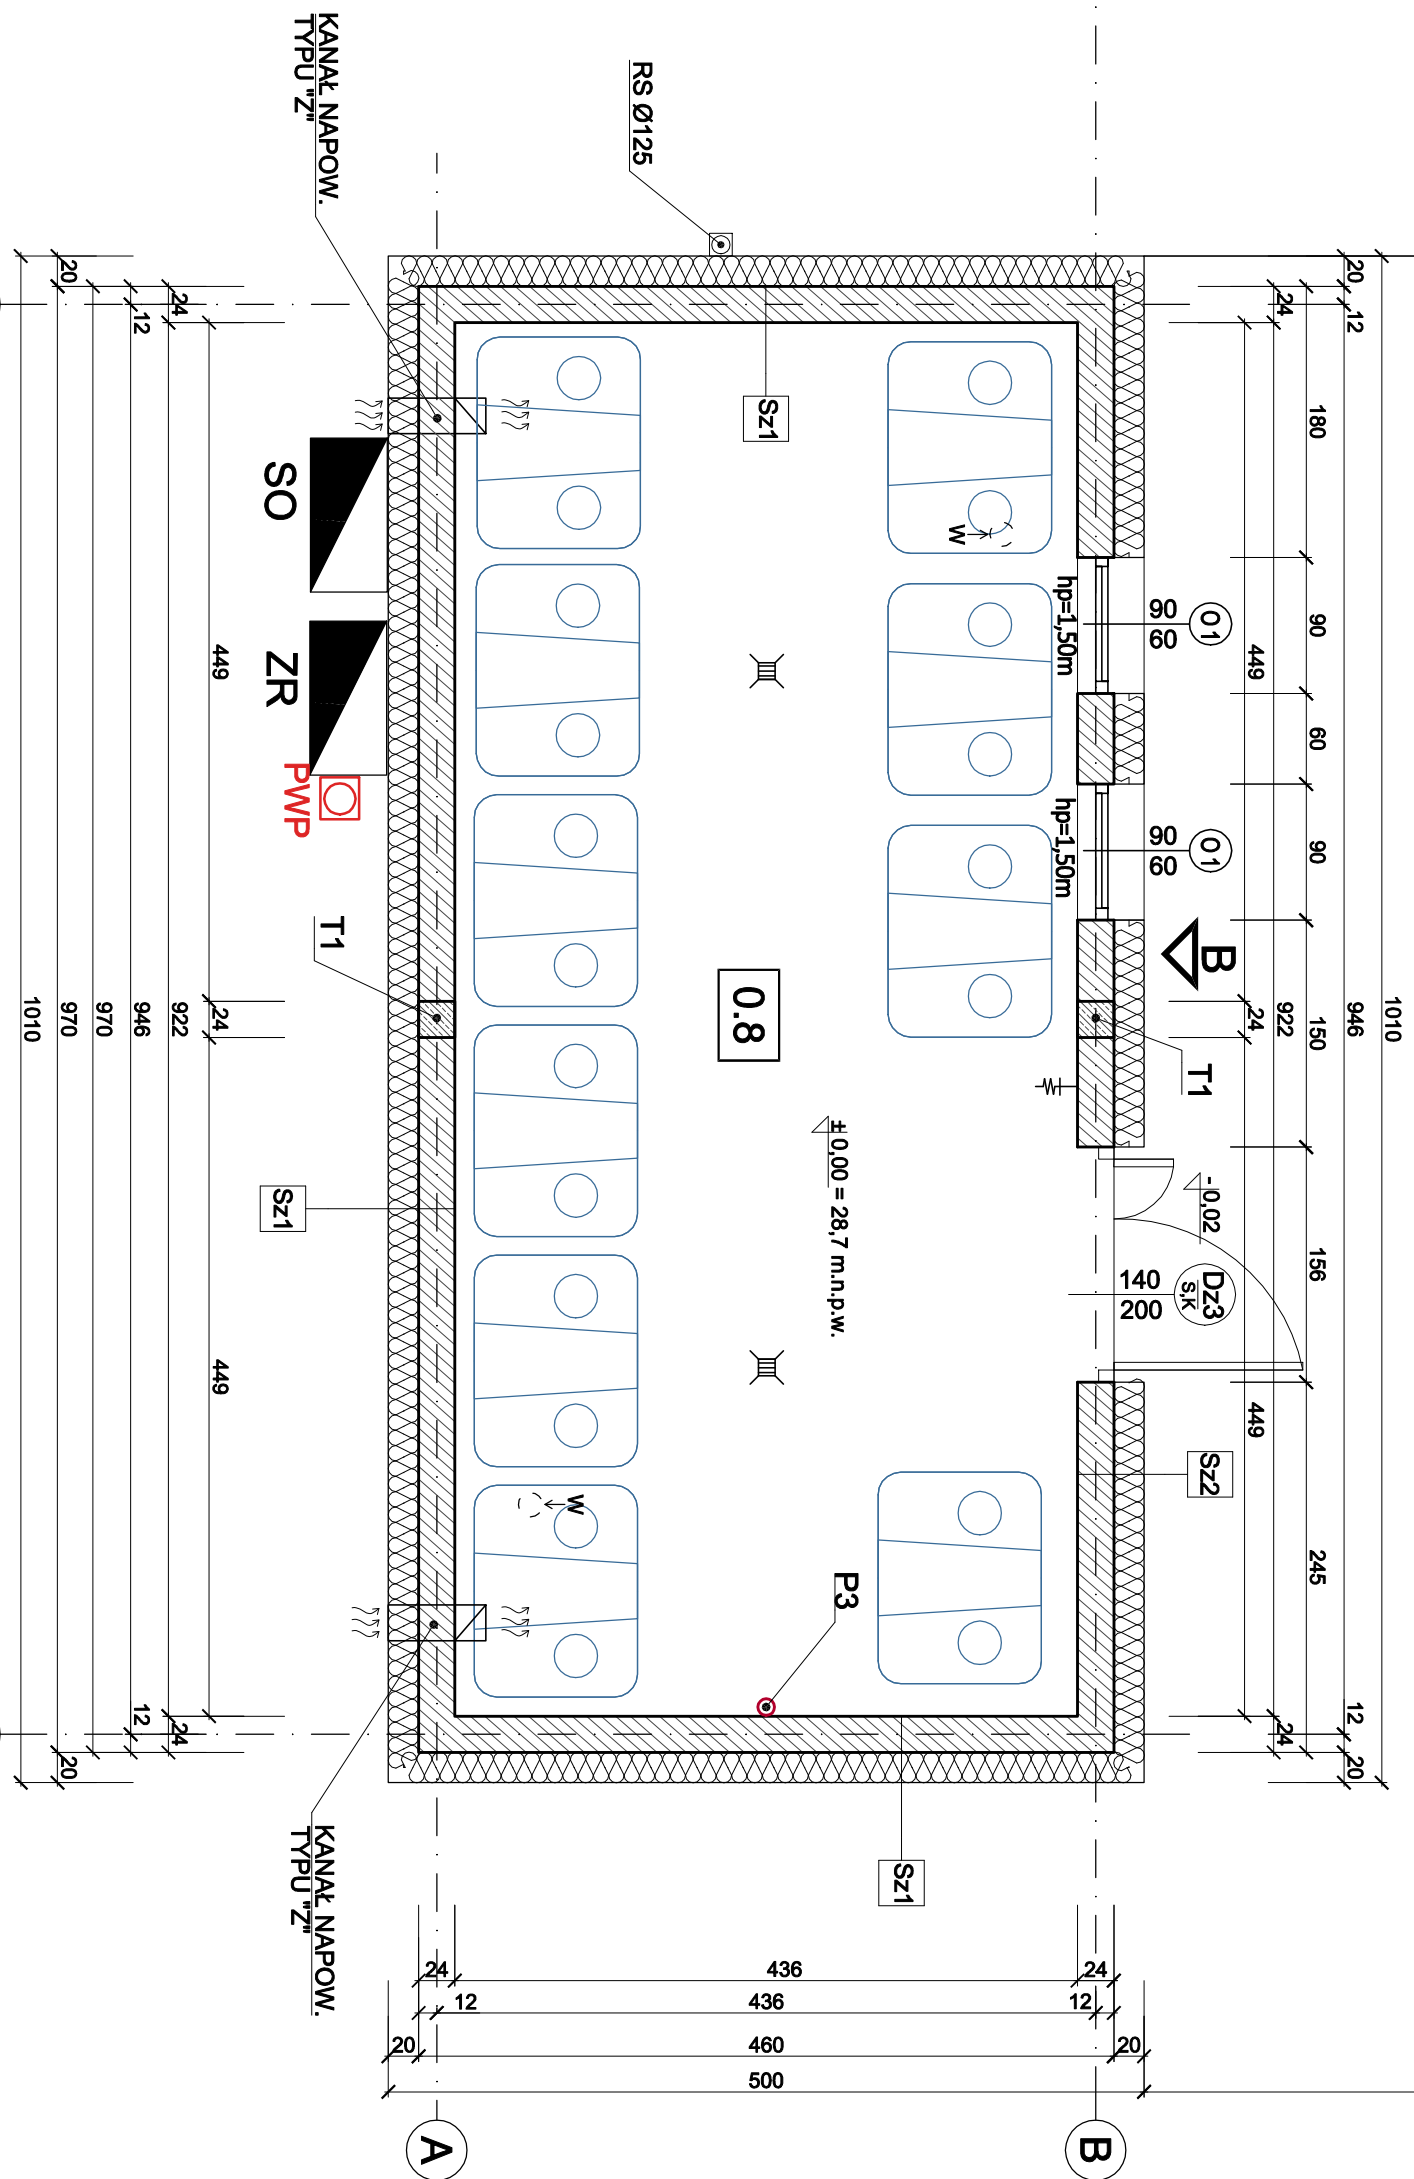 1010
946
20
12
12
20
180
90
60
90
150
156
245
24
922
24
449
24
449
O1
90
60
hp=1,50m
O1
90
60
hp=1,50m
B
T1
-0,02
Dz3
S,K
140
200
Sz2
W
RS Ø125
Sz1
0.8
±0,00 = 28,7 m.n.p.w.
P3
W
Sz1
KANAŁ NAPOW.
TYPU "Z"
SO
ZR
PWP
T1
Sz1
KANAŁ NAPOW.
TYPU "Z"
449
24
449
24
922
24
12
946
12
970
20
970
20
1010
24
436
24
12
436
12
20
460
20
500
A
B